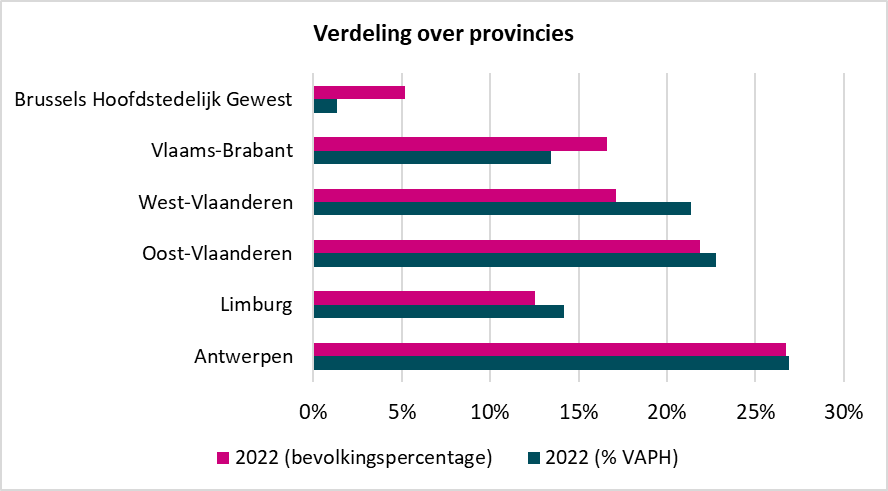 Verdeling over provincies
Brussels Hoofdstedelijk Gewest
Vlaams-Brabant
West-Vlaanderen
Oost-Vlaanderen
Limburg
Antwerpen
0% 5% 10% 15% 20% 25% 30%
2022 (bevolkingspercentage) 2022 (% VAPH)